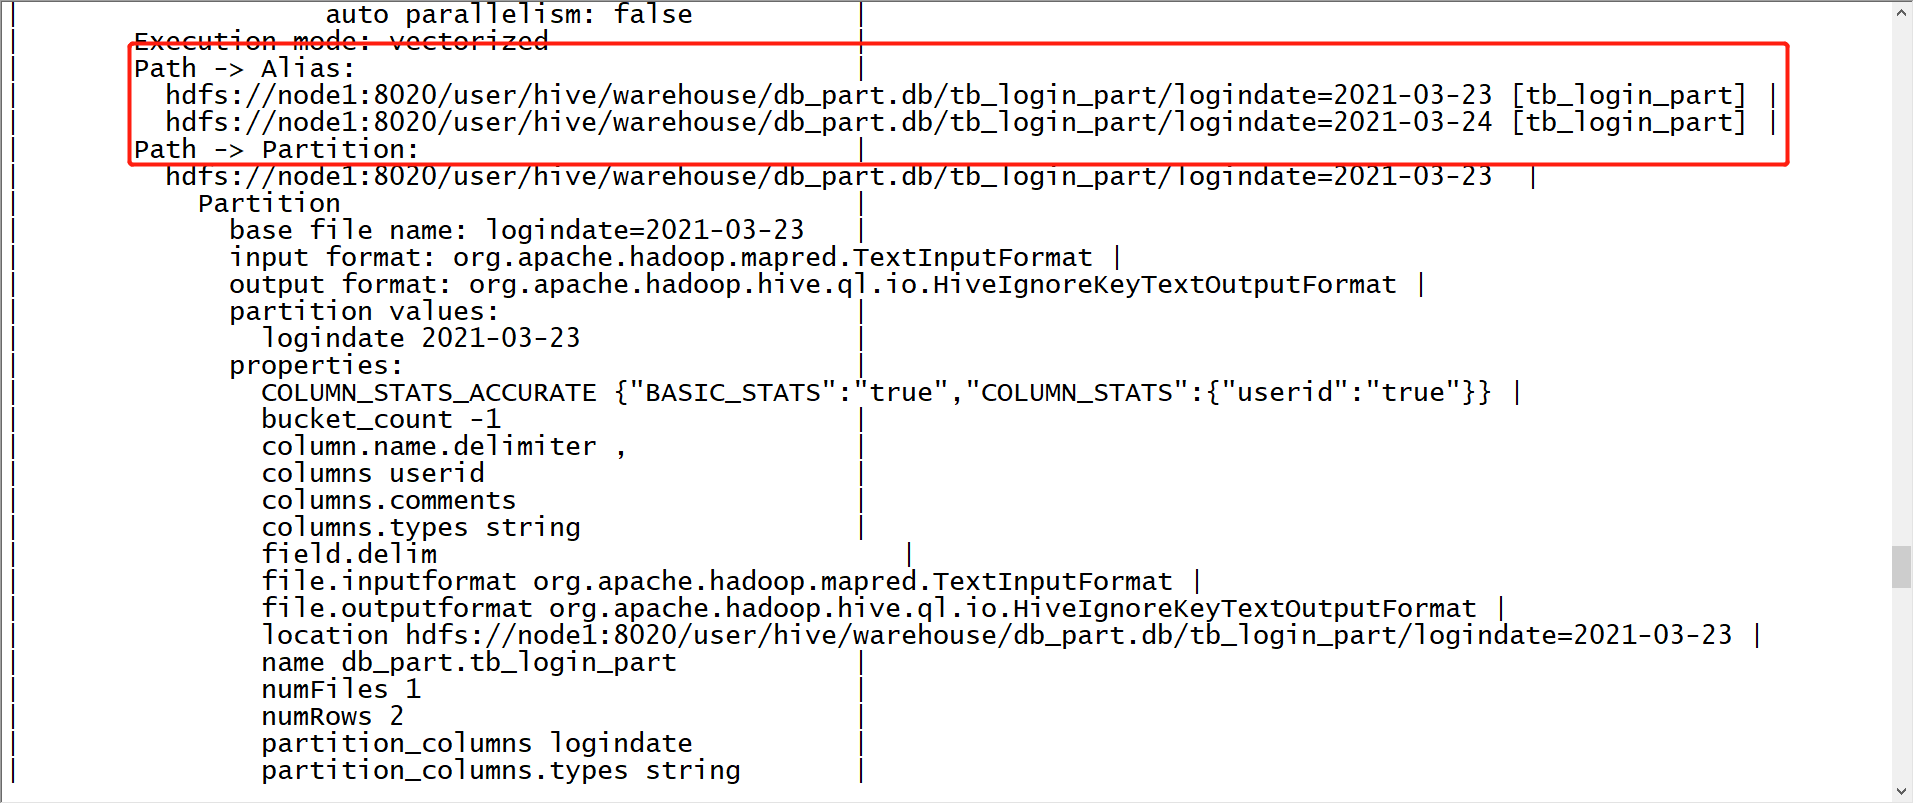 |                   auto parallelism: false          |
|       Execution mode: vectorized                   |
|       Path -> Alias:                               |
|         hdfs://node1:8020/user/hive/warehouse/db_part.db/tb_login_part/logindate=2021-03-23 [tb_login_part] |
|         hdfs://node1:8020/user/hive/warehouse/db_part.db/tb_login_part/logindate=2021-03-24 [tb_login_part] |
|       Path -> Partition:                           |
|         hdfs://node1:8020/user/hive/warehouse/db_part.db/tb_login_part/logindate=2021-03-23  |
|           Partition                                |
|             base file name: logindate=2021-03-23   |
|             input format: org.apache.hadoop.mapred.TextInputFormat |
|             output format: org.apache.hadoop.hive.ql.io.HiveIgnoreKeyTextOutputFormat |
|             partition values:                      |
|               logindate 2021-03-23                 |
|             properties:                            |
|               COLUMN_STATS_ACCURATE {"BASIC_STATS":"true","COLUMN_STATS":{"userid":"true"}} |
|               bucket_count -1                      |
|               column.name.delimiter ,              |
|               columns userid                       |
|               columns.comments                     |
|               columns.types string                 |
|               field.delim                             |
|               file.inputformat org.apache.hadoop.mapred.TextInputFormat |
|               file.outputformat org.apache.hadoop.hive.ql.io.HiveIgnoreKeyTextOutputFormat |
|               location hdfs://node1:8020/user/hive/warehouse/db_part.db/tb_login_part/logindate=2021-03-23 |
|               name db_part.tb_login_part           |
|               numFiles 1                           |
|               numRows 2                            |
|               partition_columns logindate          |
|               partition_columns.types string       |